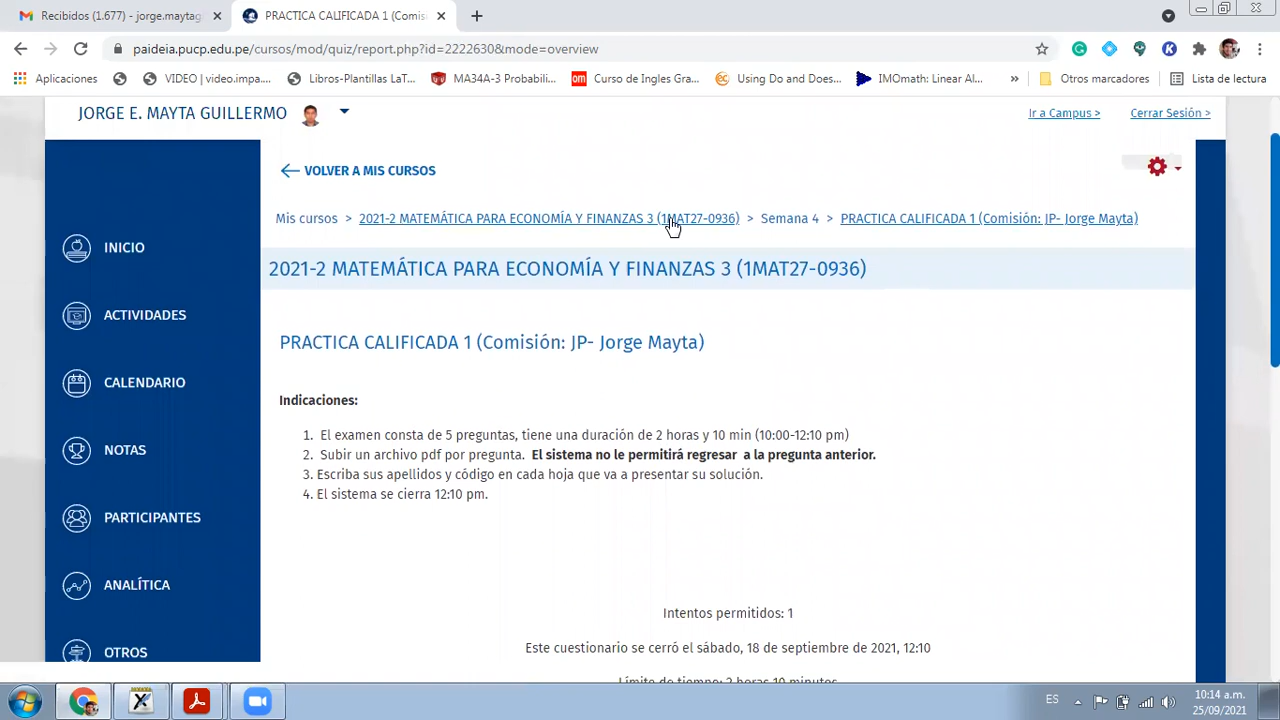 Recibidos (1.677) - jorge.maytag
PRACTICA CALIFICADA 1 (Comis
paideia.pucp.edu.pe/cursos/mod/quiz/report.php?id=2222630&mode=overview
Aplicaciones
VIDEO | video.impa....
Libros-Plantillas LaT...
MA34A-3 Probabili...
om Curso de Ingles Gra...
Using Do and Does...
IMOmath: Linear Al...
»
Otros marcadores
Lista de lectura
JORGE E. MAYTA GUILLERMO
Ir a Campus >
Cerrar Sesión >
VOLVER A MIS CURSOS
Mis cursos > 2021-2 MATEMÁTICA PARA ECONOMÍA Y FINANZAS 3 (1MAT27-0936) > Semana 4 > PRACTICA CALIFICADA 1 (Comisión: JP- Jorge Mayta)
2021-2 MATEMÁTICA PARA ECONOMÍA Y FINANZAS 3 (1MAT27-0936)
INICIO
ACTIVIDADES
CALENDARIO
NOTAS
PARTICIPANTES
ANALÍTICA
OTROS
PRACTICA CALIFICADA 1 (Comisión: JP- Jorge Mayta)
Indicaciones:
1. El examen consta de 5 preguntas, tiene una duración de 2 horas y 10 min (10:00-12:10 pm)
2. Subir un archivo pdf por pregunta. El sistema no le permitirá regresar a la pregunta anterior.
3. Escriba sus apellidos y código en cada hoja que va a presentar su solución.
4. El sistema se cierra 12:10 pm.
Intentos permitidos: 1
Este cuestionario se cerró el sábado, 18 de septiembre de 2021, 12:10
Límite de tiempo: 2 horas 10 minutos
ES
10:14 a.m.
25/09/2021